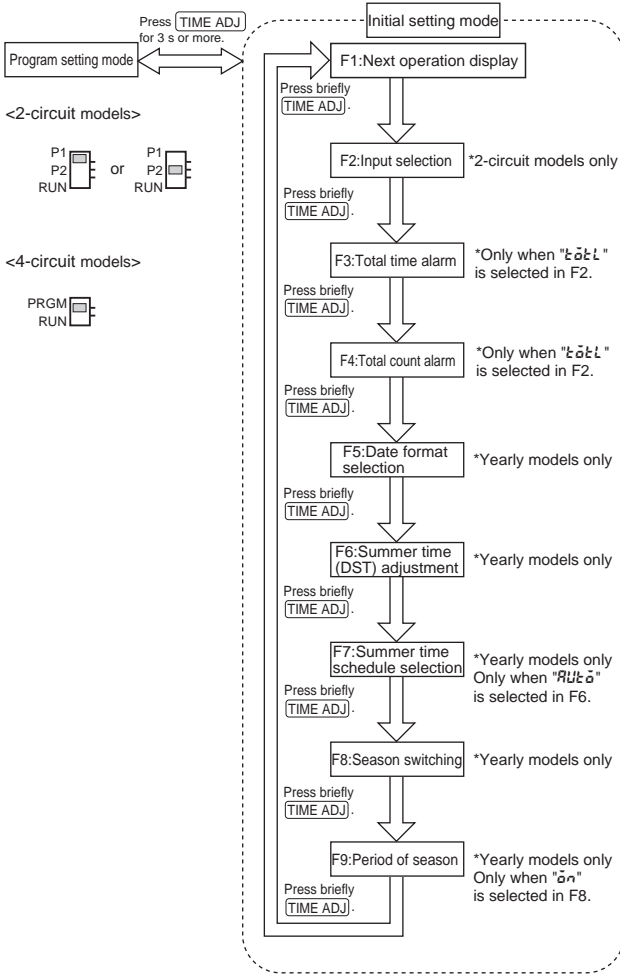 Initial setting mode
Press TIME ADJ
for 3 s or more.
Program setting mode
F1:Next operation display
Press briefly
TIME ADJ.
<2-circuit models>
P1
P2
RUN
or
P1
P2
RUN
F2:Input selection
*2-circuit models only
Press briefly
TIME ADJ.
<4-circuit models>
PRGM
RUN
F3:Total time alarm
*Only when "totL"
is selected in F2.
Press briefly
TIME ADJ.
F4:Total count alarm
*Only when "totL"
is selected in F2.
Press briefly
TIME ADJ.
F5:Date format
selection
*Yearly models only
Press briefly
TIME ADJ.
F6:Summer time
(DST) adjustment
*Yearly models only
Press briefly
TIME ADJ.
F7:Summer time
schedule selection
*Yearly models only
Only when "AUto"
is selected in F6.
Press briefly
TIME ADJ.
F8:Season switching
*Yearly models only
Press briefly
TIME ADJ.
F9:Period of season
*Yearly models only
Only when "on"
is selected in F8.
Press briefly
TIME ADJ.